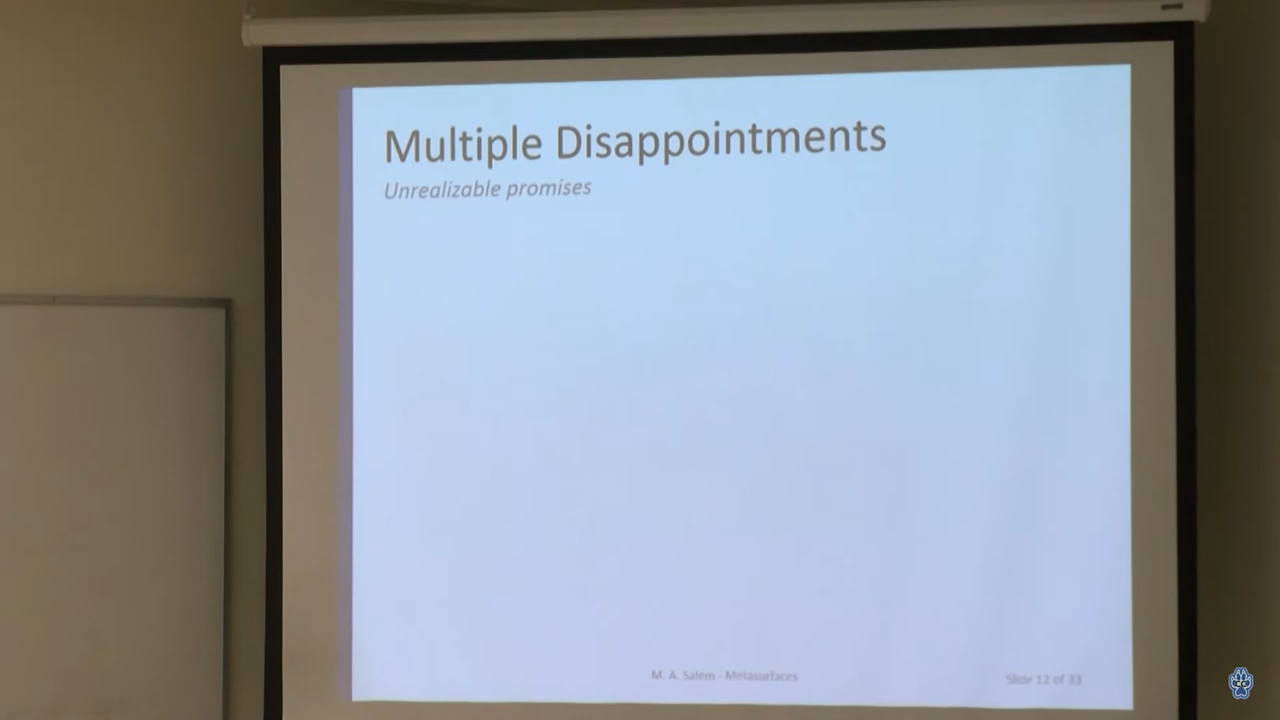 Multiple Disappointments
Unrealizable promises
M. A. Salem - Metasurfaces
Slide 12 of 33